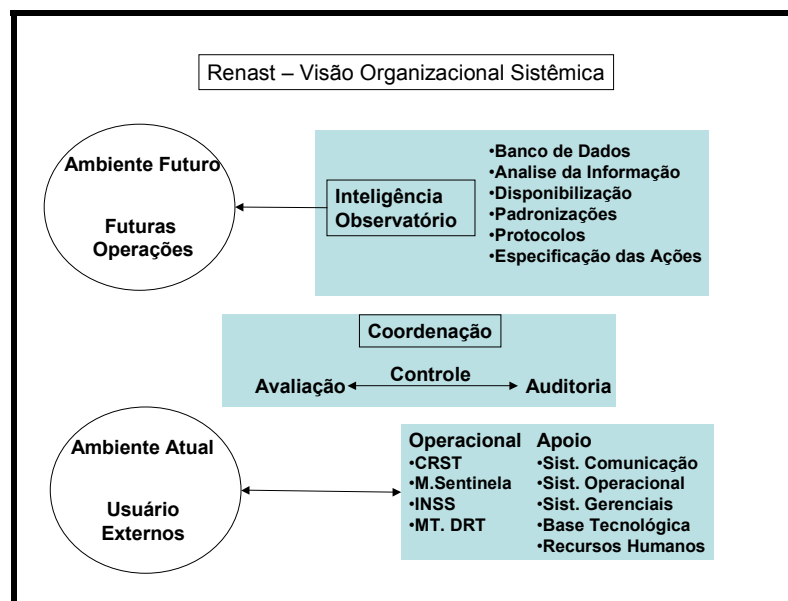 Renast – Visão Organizacional Sistêmica
Ambiente Futuro
Futuras
Operações
Inteligência
Observatório
•Banco de Dados
•Analise da Informação
•Disponibilização
•Padronizações
•Protocolos
•Especificação das Ações
Coordenação
Controle
Avaliação
Auditoria
Ambiente Atual
Usuário
Externos
Operacional
•CRST
•M.Sentinela
•INSS
•MT. DRT
Apoio
•Sist. Comunicação
•Sist. Operacional
•Sist. Gerenciais
•Base Tecnológica
•Recursos Humanos